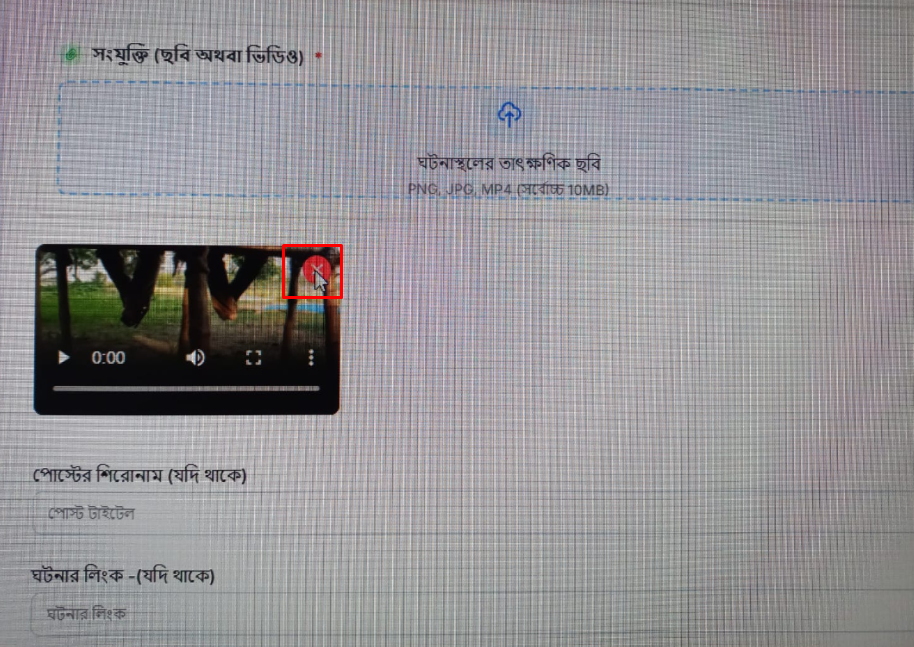 সংযুক্তি (ছবি অথবা ভিডিও) *
ঘটনাস্থলের তাৎক্ষণিক ছবি
PNG, JPG, MP4 (সর্বোচ্চ 10MB)
0:00
পোস্টের শিরোনাম (যদি থাকে)
পোস্ট টাইটেল
ঘটনার লিংক -(যদি থাকে)
ঘটনার লিংক